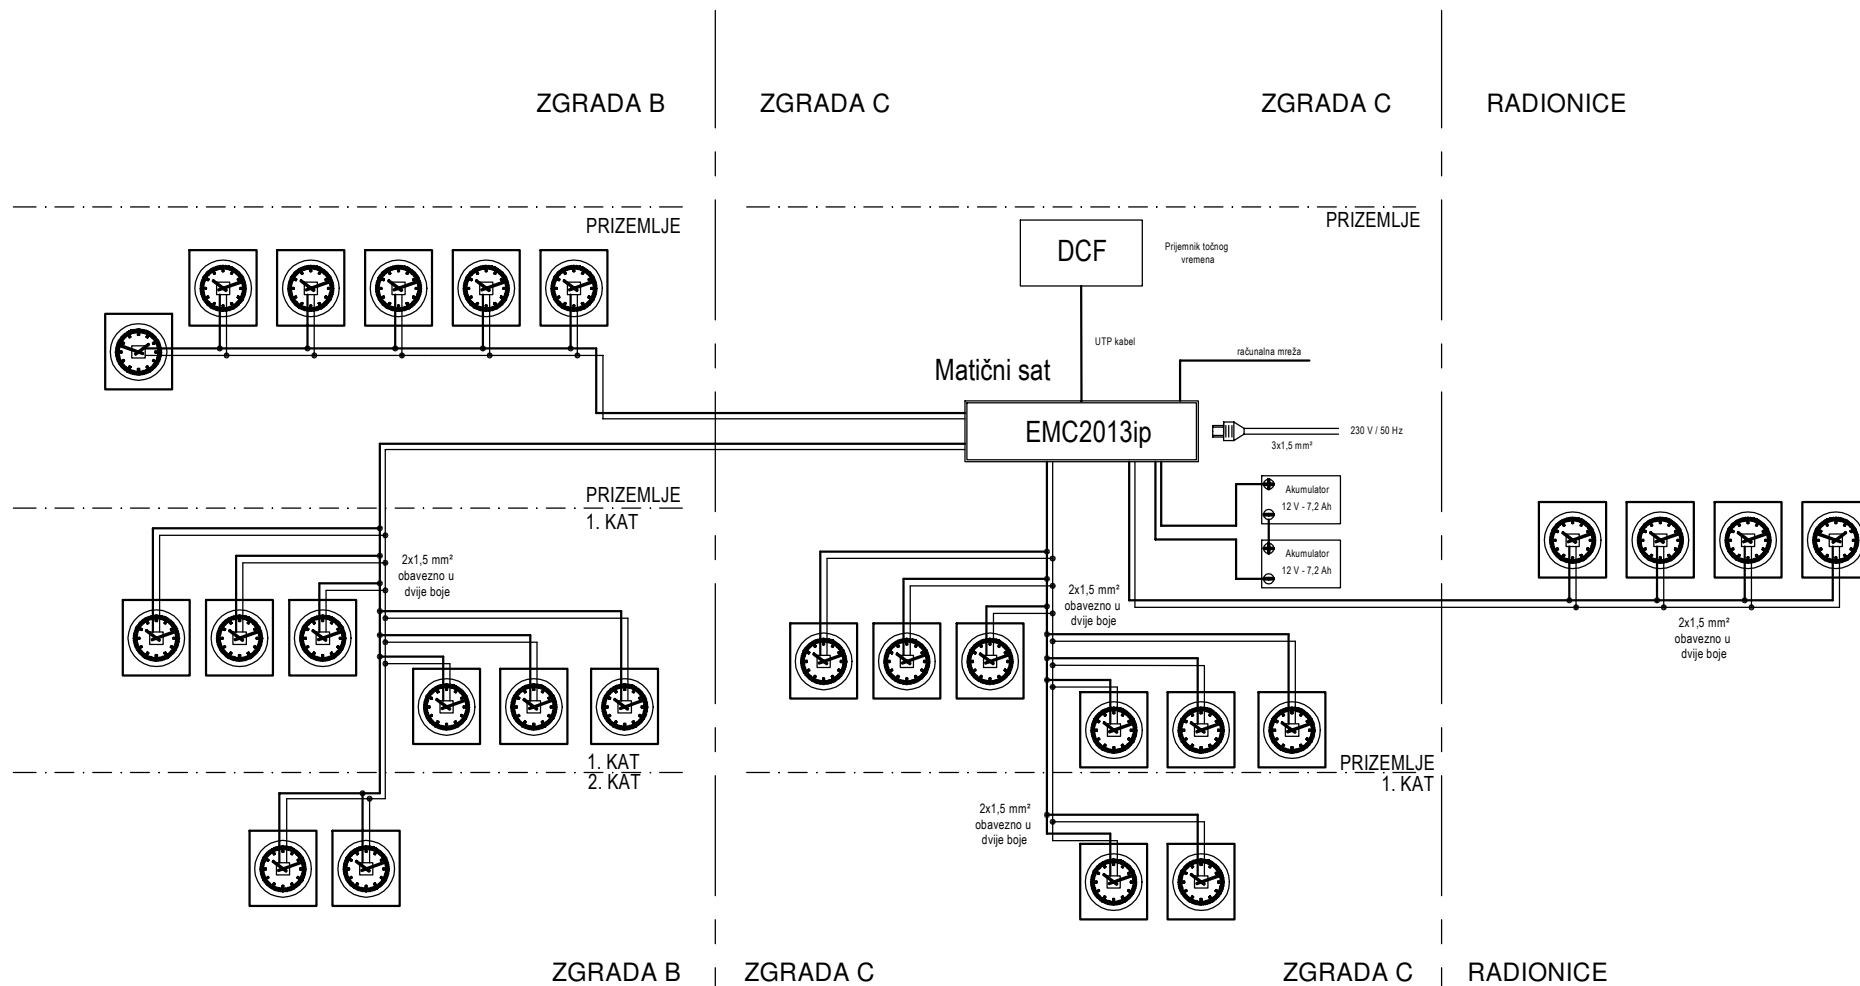 ZGRADA B
ZGRADA C
ZGRADA C
RADIONICE
PRIZEMLJE
PRIZEMLJE
DCF
Prijemnik točnog
vremena
UTP kabel
računalna mreža
Matični sat
EMC2013ip
230 V / 50 Hz
3x1,5 mm²
PRIZEMLJE
1. KAT
Akumulator
12 V - 7,2 Ah
Akumulator
12 V - 7,2 Ah
2x1,5 mm²
obavezno u
dvije boje
2x1,5 mm²
obavezno u
dvije boje
2x1,5 mm²
obavezno u
dvije boje
1. KAT
2. KAT
PRIZEMLJE
1. KAT
2x1,5 mm²
obavezno u
dvije boje
ZGRADA B
ZGRADA C
ZGRADA C
RADIONICE